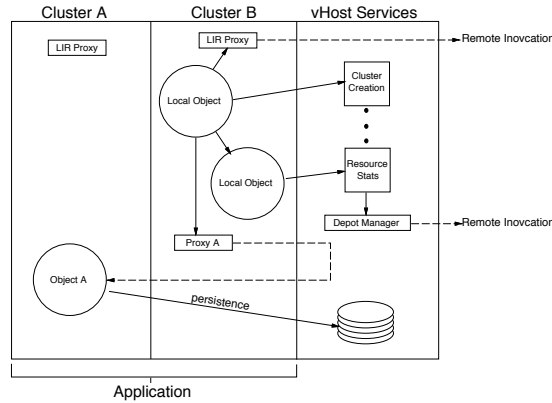 Cluster A
Cluster B
vHost Services
LIR Proxy
LIR Proxy
Remote Inovcation
Cluster
Creation
Local Object
Resource
Stats
Local Object
Depot Manager
Remote Inovcation
Proxy A
Object A
persistence
Application